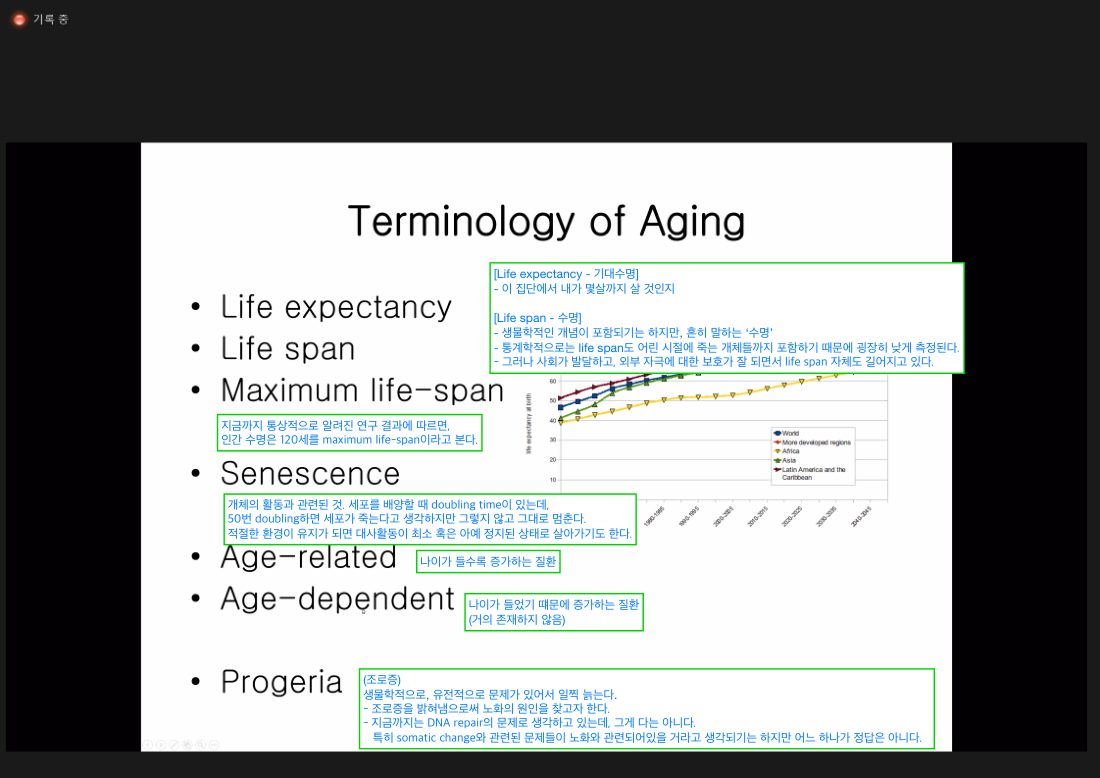 기록 중
Terminology of Aging
[Life expectancy - 기대수명]
- 이 집단에서 내가 몇살까지 살 것인지
[Life span - 수명]
- 생물학적인 개념이 포함되기는 하지만, 흔히 말하는 '수명'
- 통계학적으로는 life span도 어린 시절에 죽는 개체들까지 포함하기 때문에 굉장히 낮게 측정된다.
- 그러나 사회가 발달하고, 외부 자극에 대한 보호가 잘 되면서 life span 자체도 길어지고 있다.
• Life expectancy
• Life span
• Maximum life-span
지금까지 통상적으로 알려진 연구 결과에 따르면,
인간 수명은 120세를 maximum life-span이라고 본다.
life expectancy at birth
60
50
40
30
20
10
World
More developed regions
Africa
Asia
Latin America and the
Caribbean
1980-1985
1990-1995
2000-2005
2010-2015
2020-2025
2030-2035
2040-2045
• Senescence
개체의 활동과 관련된 것. 세포를 배양할 때 doubling time이 있는데,
50번 doubling하면 세포가 죽는다고 생각하지만 그렇지 않고 그대로 멈춘다.
적절한 환경이 유지가 되면 대사활동이 최소 혹은 아예 정지된 상태로 살아가기도 한다.
• Age-related
나이가 들수록 증가하는 질환
• Age-dependent
나이가 들었기 때문에 증가하는 질환
(거의 존재하지 않음)
• Progeria
(조로증)
생물학적으로, 유전적으로 문제가 있어서 일찍 늙는다.
- 조로증을 밝혀냄으로써 노화의 원인을 찾고자 한다.
- 지금까지는 DNA repair의 문제로 생각하고 있는데, 그게 다는 아니다.
특히 somatic change와 관련된 문제들이 노화와 관련되어있을 거라고 생각되기는 하지만 어느 하나가 정답은 아니다.